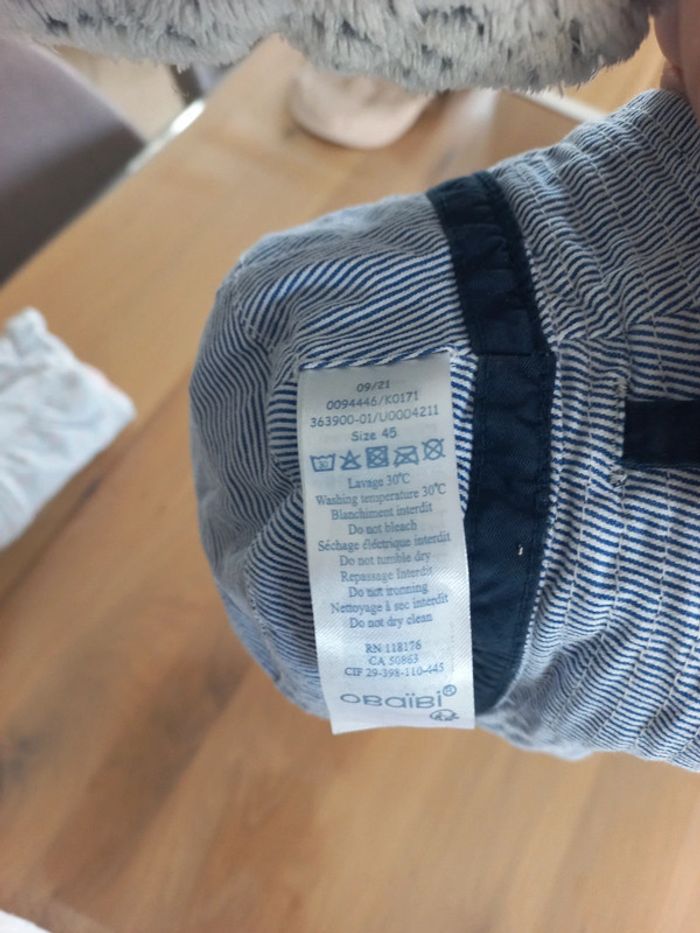 09/21
0094446/K0171
363900-01/U0004211
Size 45
Lavage 30°C
Washing temperature 30°C
Blanchiment interdit
Do not bleach
Séchage éléctrique interdit
Do not tumble dry
Repassage Interdit
Do not ironning
Nettoyage à sec interdit
Do not dry clean
RN 118176
CA 50863
CIF 29-398-110-445
OBaïBi®